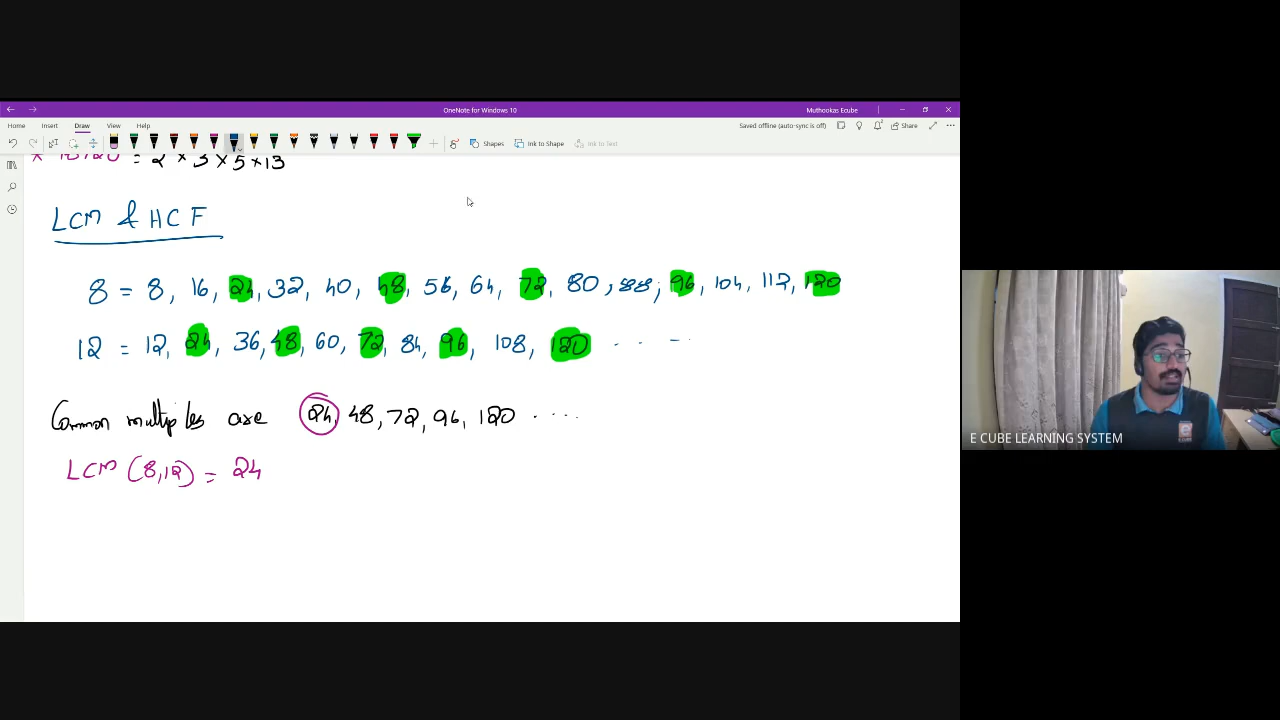 OneNote for Windows 10
Muthookas Ecube
Home Insert Draw View Help
Saved offline (auto-sync is off)
Share
Shapes
Ink to Shape
Ink to Text
= 2 × 3 × 5 × 13
LCM & HCF
8 = 8, 16, 24, 32, 40, 48, 56, 64, 72, 80, 88, 96, 104, 112, 120
12 = 12, 24, 36, 48, 60, 72, 84, 96, 108, 120 .. ...
Common multiples are 24, 48, 72, 96, 120 .....
LCM (8,12) = 24
E CUBE LEARNING SYSTEM